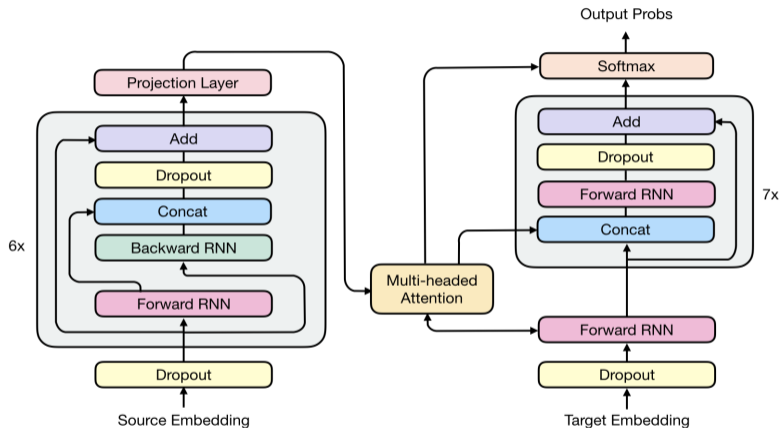 Output Probs
Softmax
Projection Layer
Add
Dropout
Concat
Backward RNN
Forward RNN
6x
Dropout
Source Embedding
Multi-headed
Attention
Add
Dropout
Forward RNN
Concat
7x
Forward RNN
Dropout
Target Embedding